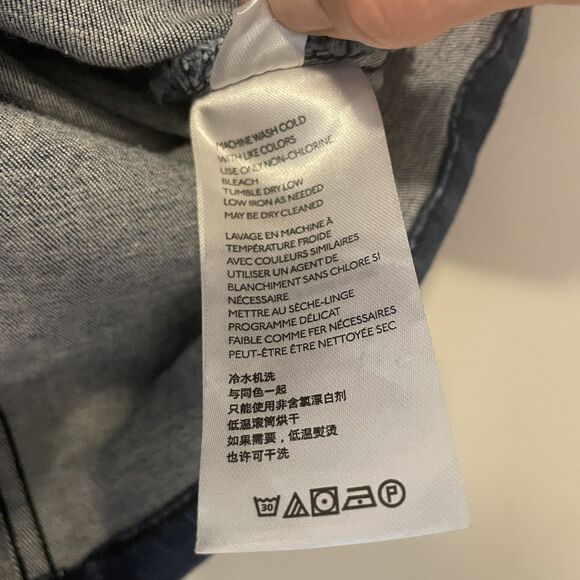 MACHINE WASH COLD
WITH LIKE COLORS
USE ONLY NON-CHLORINE
BLEACH
TUMBLE DRY LOW
LOW IRON AS NEEDED
MAY BE DRY CLEANED
LAVAGE EN MACHINE À
TEMPÉRATURE FROIDE
AVEC COULEURS SIMILAIRES
UTILISER UN AGENT DE
BLANCHIMENT SANS CHLORE SI
NÉCESSAIRE
METTRE AU SÈCHE-LINGE
PROGRAMME DÉLICAT
FAIBLE COMME FER NÉCESSAIRES
PEUT-ÊTRE ÊTRE NETTOYÉE SEC
冷水机洗
与同色一起
只能使用非含氧漂白剂
低温滚筒烘干
如果需要，低温熨烫
也许可干洗
30 P